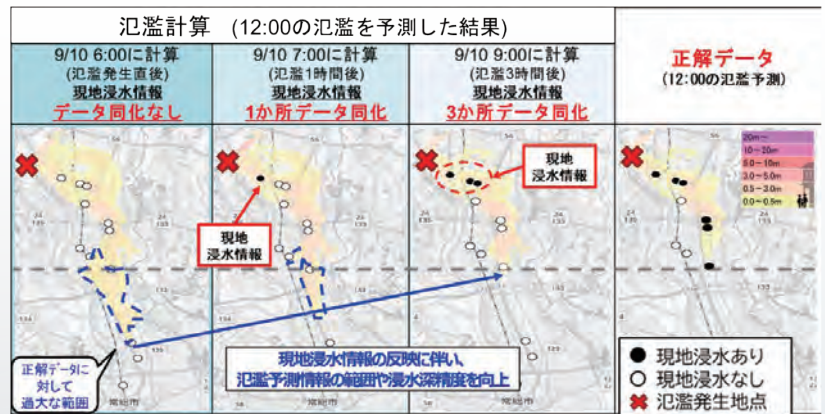 氾濫計算 (12:00の氾濫を予測した結果)
9/10 6:00に計算
(氾濫発生直後)
現地浸水情報
データ同化なし
9/10 7:00に計算
(氾濫1時間後)
現地浸水情報
1か所データ同化
9/10 9:00に計算
(氾濫3時間後)
現地浸水情報
3か所データ同化
正解データ
(12:00の氾濫予測)
現地
浸水情報
現地
浸水情報
20m～
10～20m
5.0～10m
3.0～5.0m
0.5～3.0m
0.0～0.5m
正解データに
対して
過大な範囲
現地浸水情報の反映に伴い、
氾濫予測情報の範囲や浸水深精度を向上
● 現地浸水あり
○ 現地浸水なし
✖ 氾濫発生地点
常総市